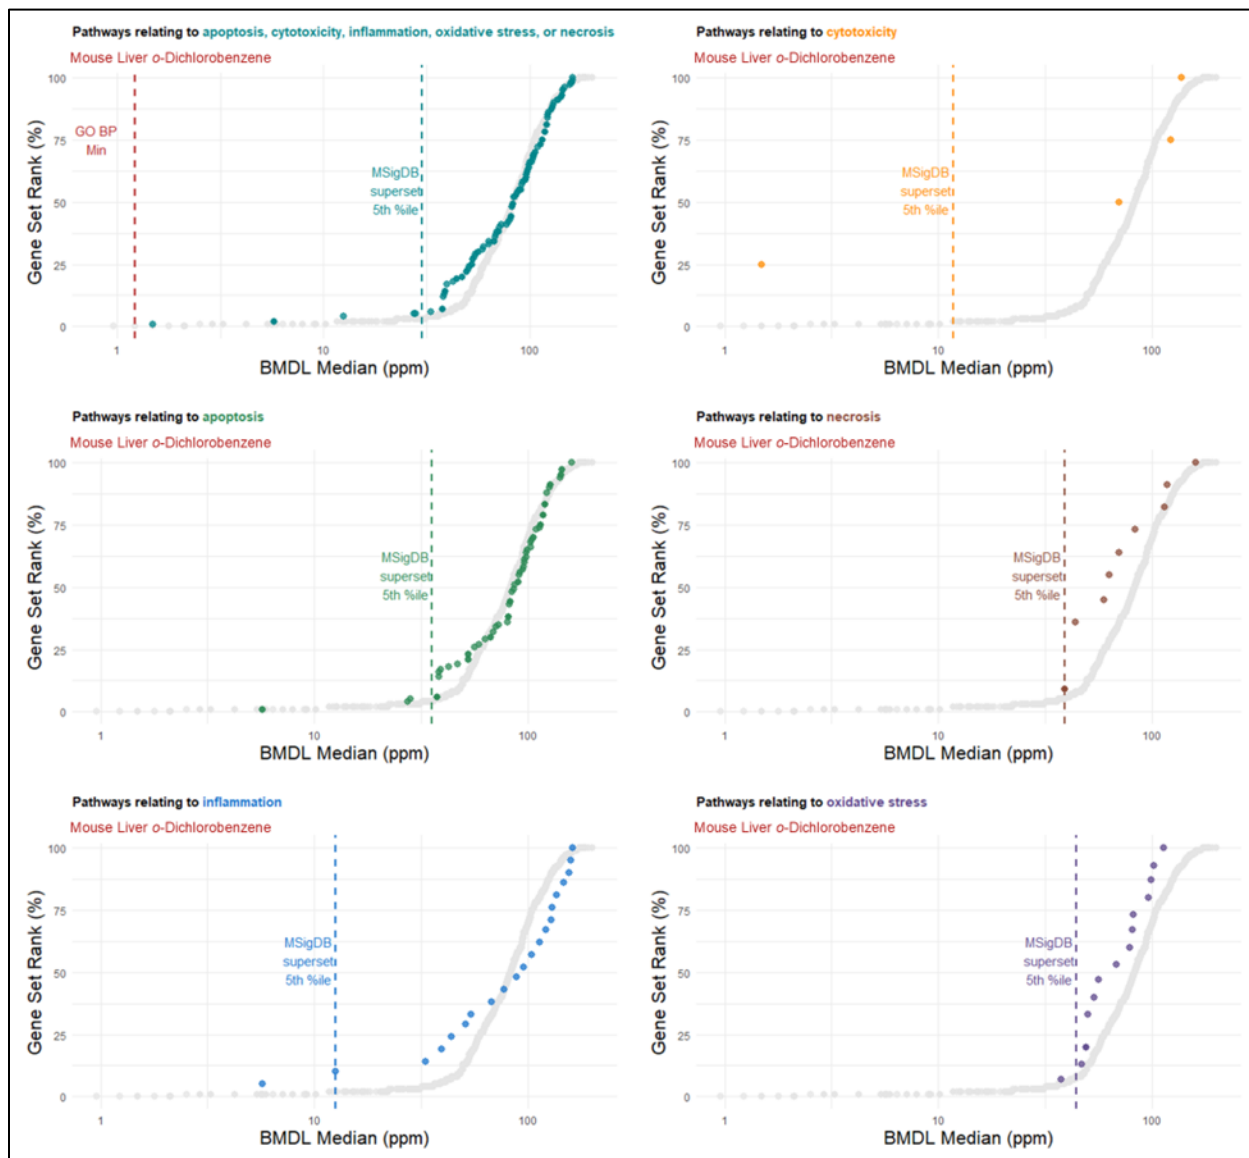 Pathways relating to apoptosis, cytotoxicity, inflammation, oxidative stress, or necrosis
Mouse Liver o-Dichlorobenzene
100
75
50
25
0
Gene Set Rank (%)
GO BP
Min
MSigDB
superset
5th %ile
1
10
100
BMDL Median (ppm)
Pathways relating to cytotoxicity
Mouse Liver o-Dichlorobenzene
100
75
50
25
0
Gene Set Rank (%)
MSigDB
superset
5th %ile
1
10
100
BMDL Median (ppm)
Pathways relating to apoptosis
Mouse Liver o-Dichlorobenzene
100
75
50
25
0
Gene Set Rank (%)
MSigDB
superset
5th %ile
1
10
100
BMDL Median (ppm)
Pathways relating to necrosis
Mouse Liver o-Dichlorobenzene
100
75
50
25
0
Gene Set Rank (%)
MSigDB
superset
5th %ile
1
10
100
BMDL Median (ppm)
Pathways relating to inflammation
Mouse Liver o-Dichlorobenzene
100
75
50
25
0
Gene Set Rank (%)
MSigDB
superset
5th %ile
1
10
100
BMDL Median (ppm)
Pathways relating to oxidative stress
Mouse Liver o-Dichlorobenzene
100
75
50
25
0
Gene Set Rank (%)
MSigDB
superset
5th %ile
1
10
100
BMDL Median (ppm)